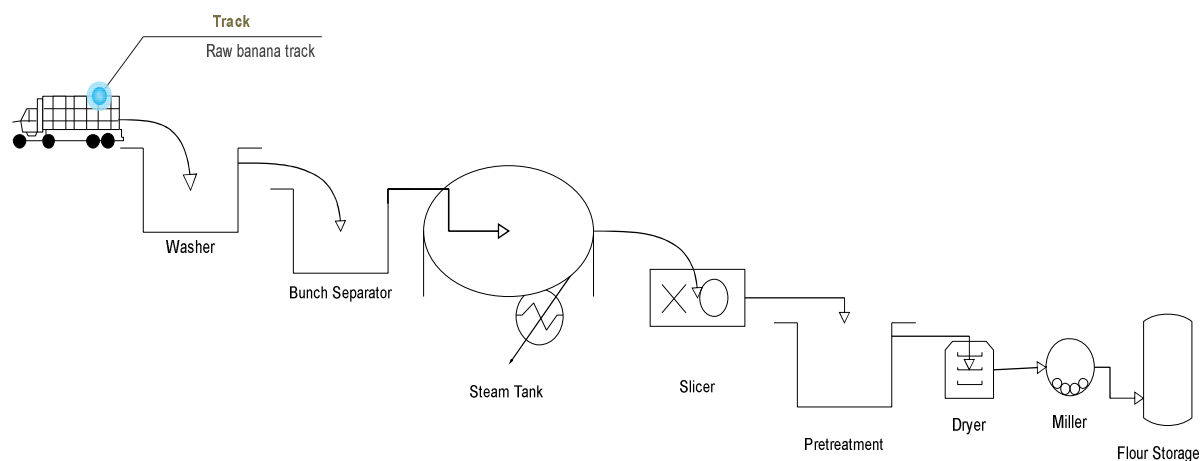 Track
Raw banana track
Washer
Bunch Separator
Steam Tank
Slicer
Pretreatment
Dryer
Miller
Flour Storage